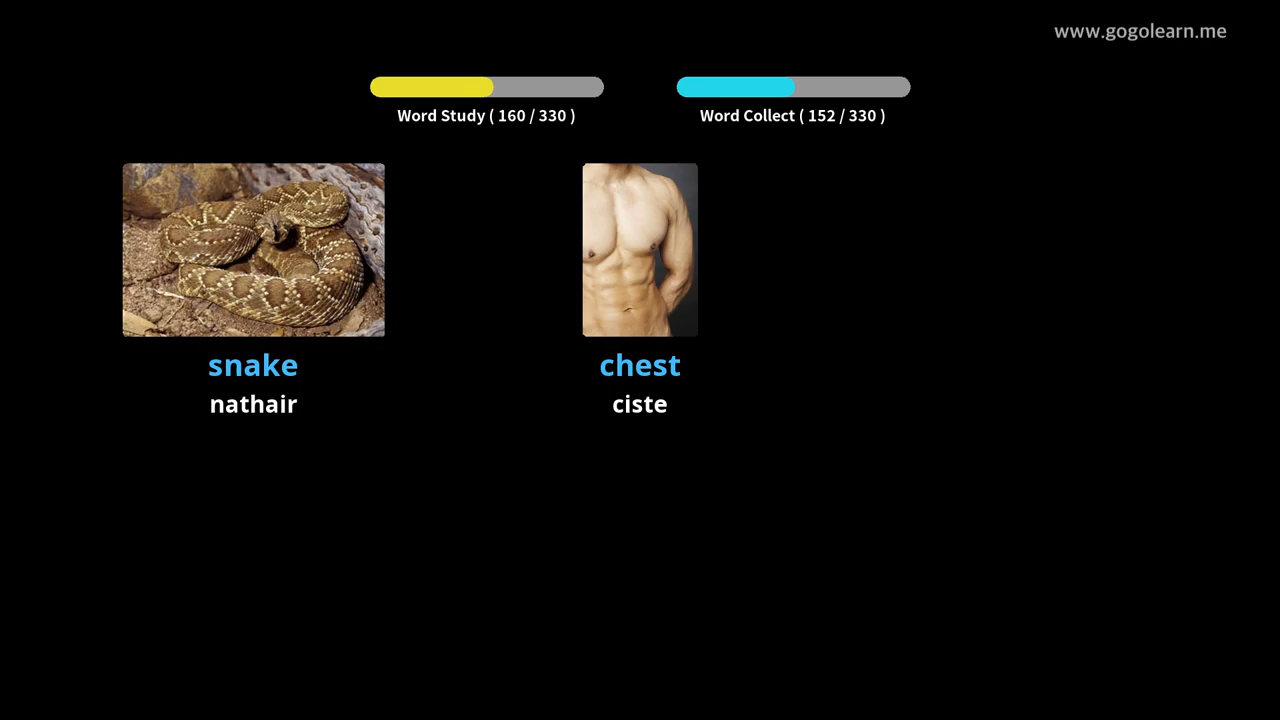 www.gogolearn.me
Word Study ( 160 / 330 )
Word Collect ( 152 / 330 )
snake
nathair
chest
ciste